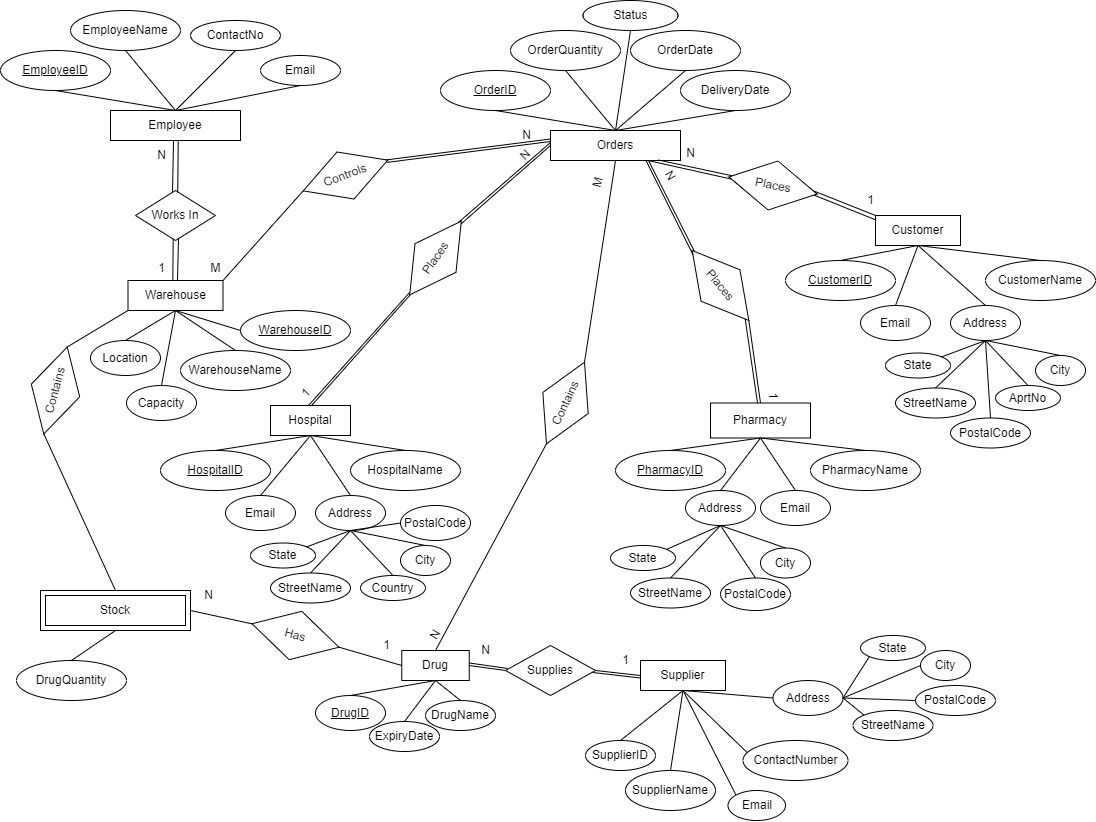 Status
EmployeeName
ContactNo
OrderQuantity
OrderDate
EmployeeID
Email
OrderID
DeliveryDate
Employee
Orders
N
N
N
N
N
M
N
Controls
Places
Works In
1
Customer
Places
Places
1
M
Warehouse
CustomerID
CustomerName
WarehouseID
Email
Address
Location
WarehouseName
State
City
Contains
Capacity
StreetName
AprtNo
Contains
1
1
Hospital
Pharmacy
PostalCode
HospitalID
HospitalName
PharmacyID
PharmacyName
Email
Address
PostalCode
Address
Email
State
City
State
City
StreetName
Country
StreetName
PostalCode
N
Stock
Has
1
N
N
Drug
Supplies
1
Supplier
State
City
DrugQuantity
Address
PostalCode
DrugID
DrugName
StreetName
ExpiryDate
SupplierID
ContactNumber
SupplierName
Email